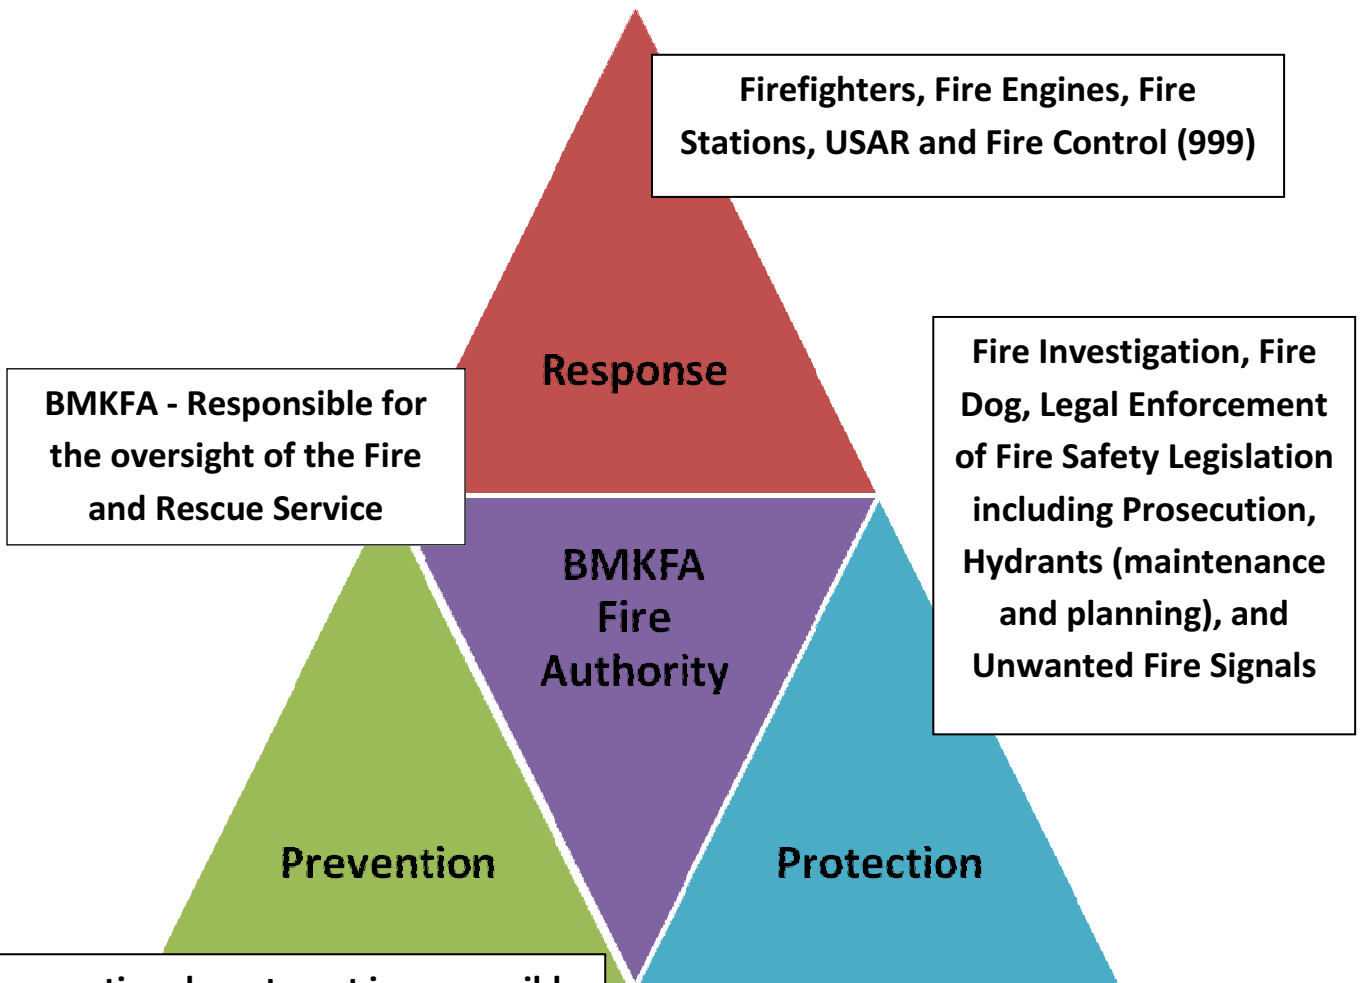 Firefighters, Fire Engines, Fire
Stations, USAR and Fire Control (999)
Response
Fire Investigation, Fire
Dog, Legal Enforcement
of Fire Safety Legislation
including Prosecution,
Hydrants (maintenance
and planning), and
Unwanted Fire Signals
BMKFA - Responsible for
the oversight of the Fire
and Rescue Service
BMKFA
Fire
Authority
Prevention
Protection